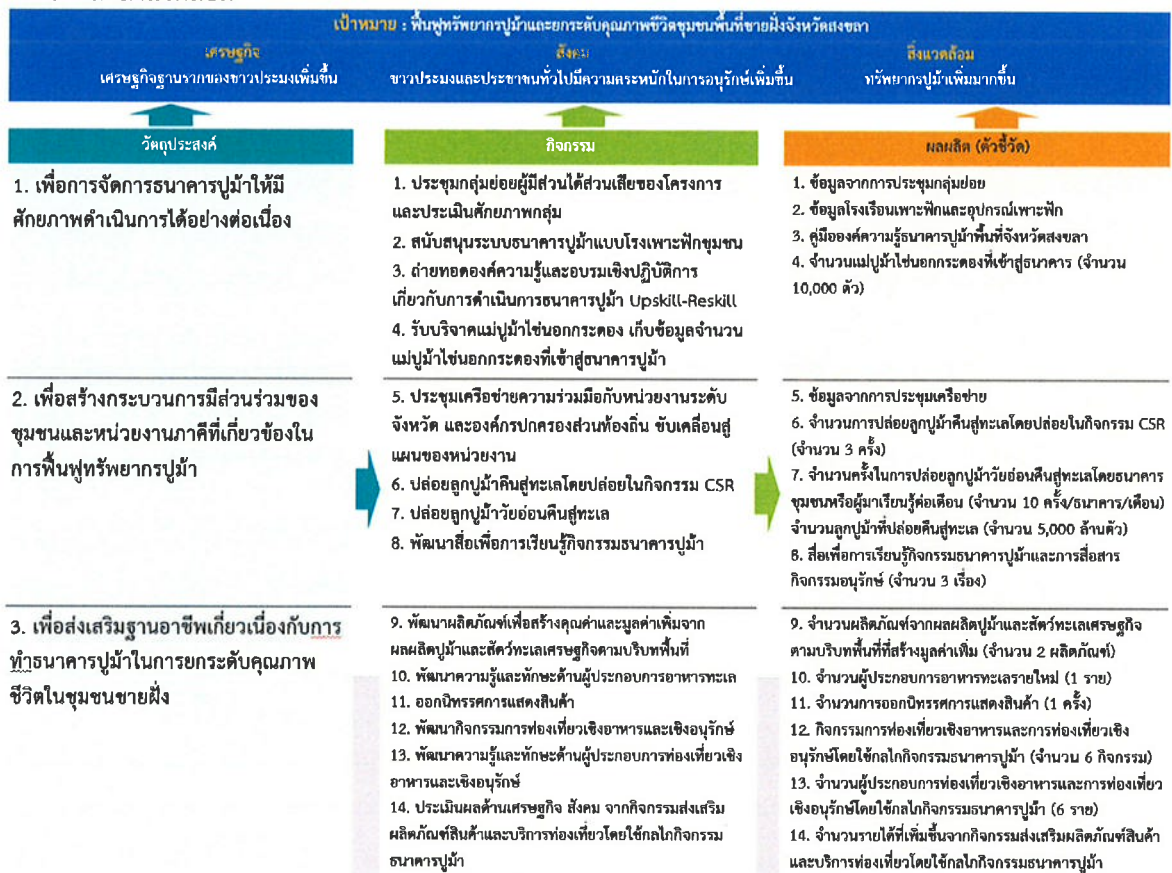 เป้าหมาย : ฟื้นฟูทรัพยากรปูม้าและยกระดับคุณภาพชีวิตชุมชนพื้นที่ชายฝั่งจังหวัดสงขลา
เศรษฐกิจ
เศรษฐกิจฐานรากของชาวประมงเพิ่มขึ้น
สังคม
ชาวประมงและประชาชนทั่วไปมีความตระหนักในการอนุรักษ์เพิ่มขึ้น
สิ่งแวดล้อม
ทรัพยากรปูม้าเพิ่มมากขึ้น
วัตถุประสงค์
1. เพื่อการจัดการธนาคารปูม้าให้มี
ศักยภาพดำเนินการได้อย่างต่อเนื่อง
2. เพื่อสร้างกระบวนการมีส่วนร่วมของ
ชุมชนและหน่วยงานภาคีที่เกี่ยวข้องใน
การฟื้นฟูทรัพยากรปูม้า
3. เพื่อส่งเสริมฐานอาชีพเกี่ยวเนื่องกับการ
ทำธนาคารปูม้าในการยกระดับคุณภาพ
ชีวิตในชุมชนชายฝั่ง
กิจกรรม
1. ประชุมกลุ่มย่อยผู้มีส่วนได้ส่วนเสียของโครงการ
และประเมินศักยภาพกลุ่ม
2. สนับสนุนระบบธนาคารปูม้าแบบโรงเพาะฟักชุมชน
3. ถ่ายทอดองค์ความรู้และอบรมเชิงปฏิบัติการ
เกี่ยวกับการดำเนินการธนาคารปูม้า Upskill-Reskill
4. รับบริจาคแม่ปูม้าไข่นอกกระดอง เก็บข้อมูลจำนวน
แม่ปูม้าไข่นอกกระดองที่เข้าสู่ธนาคารปูม้า
5. ประชุมเครือข่ายความร่วมมือกับหน่วยงานระดับ
จังหวัด และองค์กรปกครองส่วนท้องถิ่น ขับเคลื่อนสู่
แผนของหน่วยงาน
6. ปล่อยลูกปูม้าคืนสู่ทะเลโดยปล่อยในกิจกรรม CSR
7. ปล่อยลูกปูม้าวัยอ่อนคืนสู่ทะเล
8. พัฒนาสื่อเพื่อการเรียนรู้กิจกรรมธนาคารปูม้า
9. พัฒนาผลิตภัณฑ์เพื่อสร้างคุณค่าและมูลค่าเพิ่มจาก
ผลผลิตปูม้าและสัตว์ทะเลเศรษฐกิจตามบริบทพื้นที่
10. พัฒนาความรู้และทักษะด้านผู้ประกอบการอาหารทะเล
11. ออกนิทรรศการแสดงสินค้า
12. พัฒนากิจกรรมการท่องเที่ยวเชิงอาหารและเชิงอนุรักษ์
13. พัฒนาความรู้และทักษะด้านผู้ประกอบการท่องเที่ยวเชิง
อาหารและเชิงอนุรักษ์
14. ประเมินผลด้านเศรษฐกิจ สังคม จากกิจกรรมส่งเสริม
ผลิตภัณฑ์สินค้าและบริการท่องเที่ยวโดยใช้กลไกกิจกรรม
ธนาคารปูม้า
ผลผลิต (ตัวชี้วัด)
1. ข้อมูลจากการประชุมกลุ่มย่อย
2. ข้อมูลโรงเรือนเพาะฟักและอุปกรณ์เพาะฟัก
3. คู่มือองค์ความรู้ธนาคารปูม้าพื้นที่จังหวัดสงขลา
4. จำนวนแม่ปูม้าไข่นอกกระดองที่เข้าสู่ธนาคาร (จำนวน
10,000 ตัว)
5. ข้อมูลจากการประชุมเครือข่าย
6. จำนวนการปล่อยลูกปูม้าคืนสู่ทะเลโดยปล่อยในกิจกรรม CSR
(จำนวน 3 ครั้ง)
7. จำนวนครั้งในการปล่อยลูกปูม้าวัยอ่อนคืนสู่ทะเลโดยธนาคาร
ชุมชนหรือผู้มาเรียนรู้ต่อเดือน (จำนวน 10 ครั้ง/ธนาคาร/เดือน)
จำนวนลูกปูม้าที่ปล่อยคืนสู่ทะเล (จำนวน 5,000 ล้านตัว)
8. สื่อเพื่อการเรียนรู้กิจกรรมธนาคารปูม้าและการสื่อสาร
กิจกรรมอนุรักษ์ (จำนวน 3 เรื่อง)
9. จำนวนผลิตภัณฑ์จากผลผลิตปูม้าและสัตว์ทะเลเศรษฐกิจ
ตามบริบทพื้นที่ที่สร้างมูลค่าเพิ่ม (จำนวน 2 ผลิตภัณฑ์)
10. จำนวนผู้ประกอบการอาหารทะเลรายใหม่ (1 ราย)
11. จำนวนการออกนิทรรศการแสดงสินค้า (1 ครั้ง)
12. กิจกรรมการท่องเที่ยวเชิงอาหารและการท่องเที่ยวเชิง
อนุรักษ์โดยใช้กลไกกิจกรรมธนาคารปูม้า (จำนวน 6 กิจกรรม)
13. จำนวนผู้ประกอบการท่องเที่ยวเชิงอาหารและการท่องเที่ยว
เชิงอนุรักษ์โดยใช้กลไกกิจกรรมธนาคารปูม้า (6 ราย)
14. จำนวนรายได้ที่เพิ่มขึ้นจากกิจกรรมส่งเสริมผลิตภัณฑ์สินค้า
และบริการท่องเที่ยวโดยใช้กลไกกิจกรรมธนาคารปูม้า